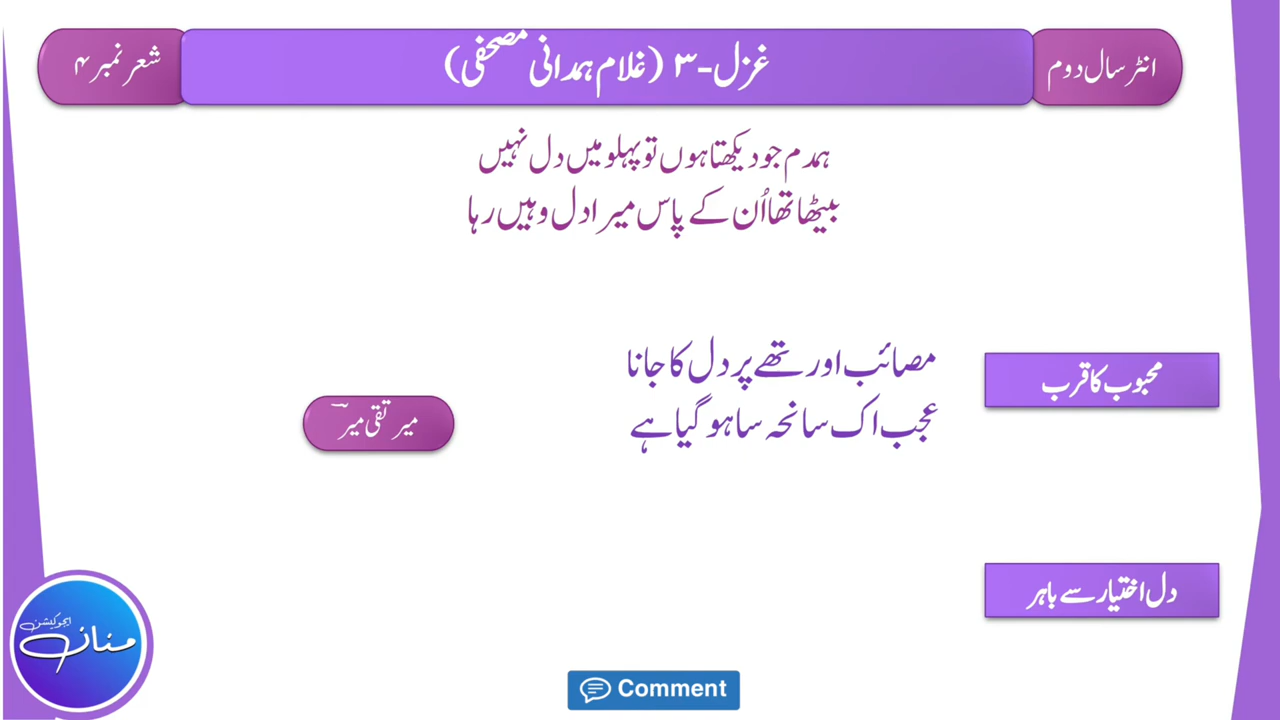 انٹر سال دوم
غزل-۳ (غلام ہمدانی مصحفی)
شعر نمبر ۴
ہمدم جو دیکھتا ہوں تو پہلو میں دل نہیں
بیٹھا تھا اُن کے پاس میرا دل وہیں رہا
محبوب کا قرب
مصائب اور تھے پر دل کا جانا
عجب اک سانحہ سا ہو گیا ہے
میر تقی میرؔ
دل اختیار سے باہر
منان ایجوکیشن
Comment